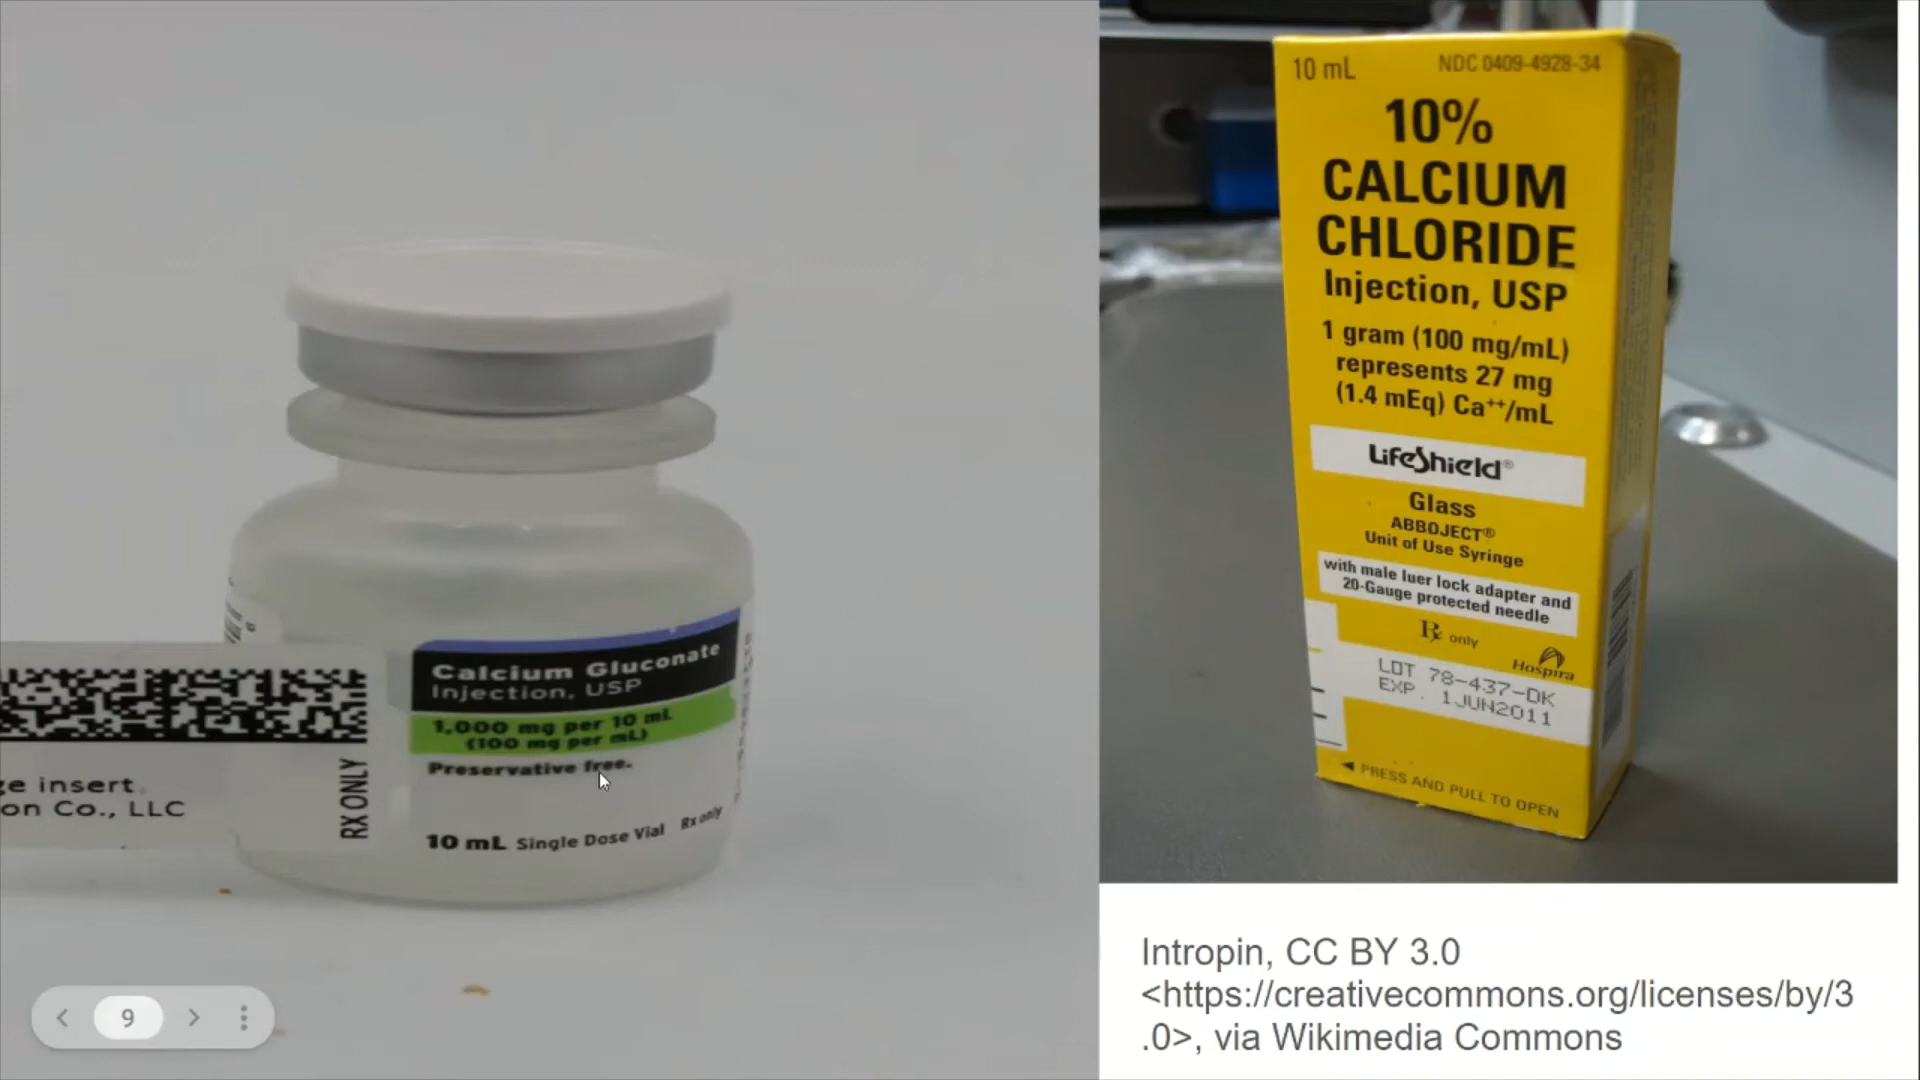 Calcium Gluconate
Injection, USP
1,000 mg per 10 mL
(100 mg per mL)
Preservative free.
10 mL Single Dose Vial Rx only
ge insert.
on Co., LLC
RX ONLY
9
10 mL
NDC 0409-4928-34
10%
CALCIUM
CHLORIDE
Injection, USP
1 gram (100 mg/mL)
represents 27 mg
(1.4 mEq) Ca⁺⁺/mL
LifeShield®
Glass
ABBOJECT®
Unit of Use Syringe
with male luer lock adapter and
20-Gauge protected needle
Rx only
Hospira
LOT 78-437-DK
EXP. 1JUN2011
◄ PRESS AND PULL TO OPEN
Intropin, CC BY 3.0
<https://creativecommons.org/licenses/by/3
.0>, via Wikimedia Commons